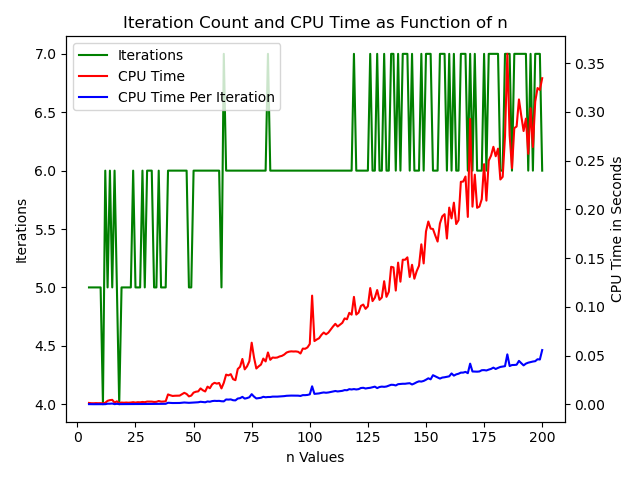 Iteration Count and CPU Time as Function of n
Iterations
CPU Time
CPU Time Per Iteration
7.0
6.5
6.0
5.5
5.0
4.5
4.0
Iterations
0.35
0.30
0.25
0.20
0.15
0.10
0.05
0.00
CPU Time in Seconds
0 25 50 75 100 125 150 175 200
n Values